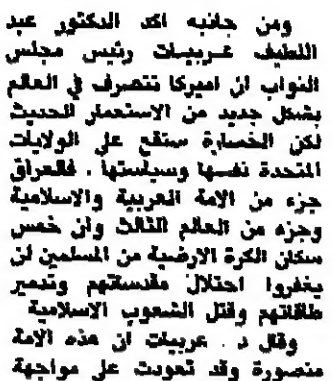 ومن جانبه اكد الدكتور عبد
اللطيف عربيات رئيس مجلس
النواب ان اميركا تتصرف في العالم
بشكل جديد من الاستعمار الحديث
لكن الخسارة ستقع على الولايات
المتحدة نفسها وسياستها . فالعراق
جزء من الامة العربية والاسلامية
وجزء من العالم الثالث وان خمس
سكان الكرة الارضية من المسلمين لن
يغفروا احتلال مقدساتهم وتدمير
طاقاتهم وقتل الشعوب الاسلامية
وقال د . عربيات ان هذه الامة
منصورة وقد تعودت على مواجهة